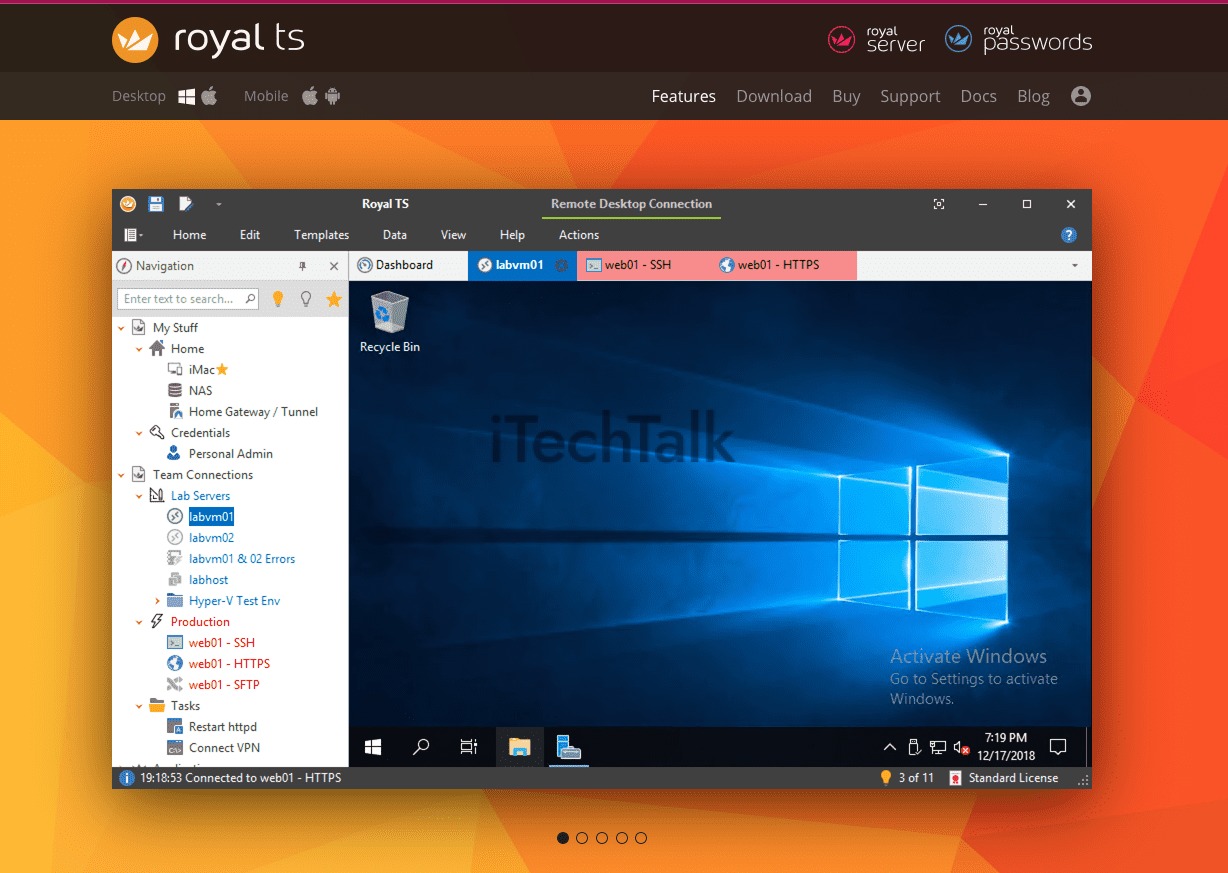 royal ts
royal server
royal passwords
Desktop
Mobile
Features Download Buy Support Docs Blog
Royal TS
Remote Desktop Connection
Home Edit Templates Data View Help Actions
Navigation
Dashboard
labvm01
web01 - SSH
web01 - HTTPS
Enter text to search...
My Stuff
Home
iMac
NAS
Home Gateway / Tunnel
Credentials
Personal Admin
Team Connections
Lab Servers
labvm01
labvm02
labvm01 & 02 Errors
labhost
Hyper-V Test Env
Production
web01 - SSH
web01 - HTTPS
web01 - SFTP
Tasks
Restart httpd
Connect VPN
Recycle Bin
iTechTalk
Activate Windows
Go to Settings to activate
Windows.
7:19 PM
12/17/2018
19:18:53 Connected to web01 - HTTPS
3 of 11
Standard License